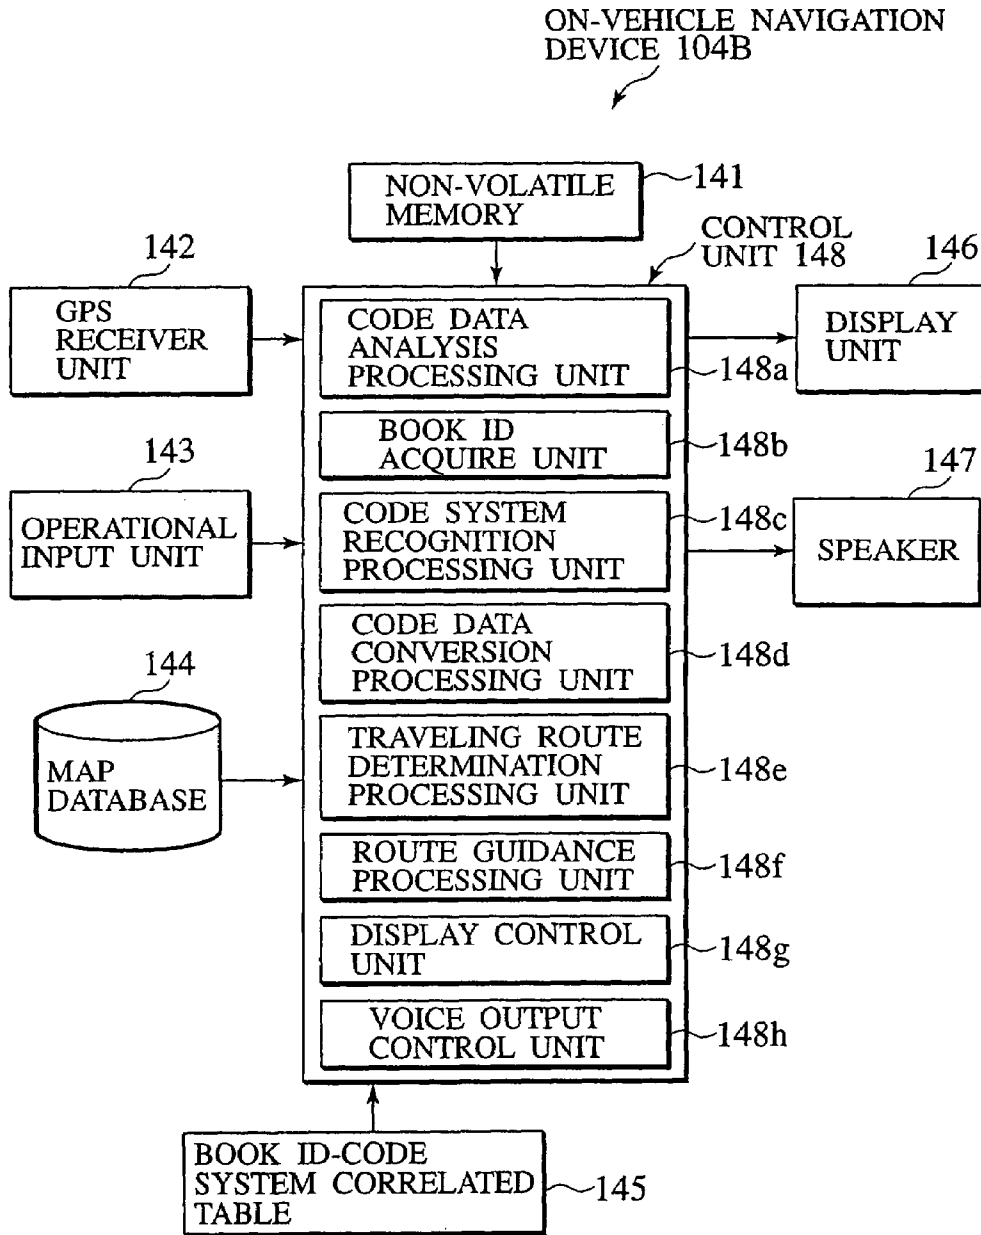 ON-VEHICLE NAVIGATION
DEVICE 104B
NON-VOLATILE
MEMORY
141
CONTROL
UNIT 148
142
GPS
RECEIVER
UNIT
146
DISPLAY
UNIT
CODE DATA
ANALYSIS
PROCESSING UNIT
148a
BOOK ID
ACQUIRE UNIT
148b
143
OPERATIONAL
INPUT UNIT
CODE SYSTEM
RECOGNITION
PROCESSING UNIT
148c
147
SPEAKER
CODE DATA
CONVERSION
PROCESSING UNIT
148d
144
MAP
DATABASE
TRAVELING ROUTE
DETERMINATION
PROCESSING UNIT
148e
ROUTE GUIDANCE
PROCESSING UNIT
148f
DISPLAY CONTROL
UNIT
148g
VOICE OUTPUT
CONTROL UNIT
148h
BOOK ID-CODE
SYSTEM CORRELATED
TABLE
145